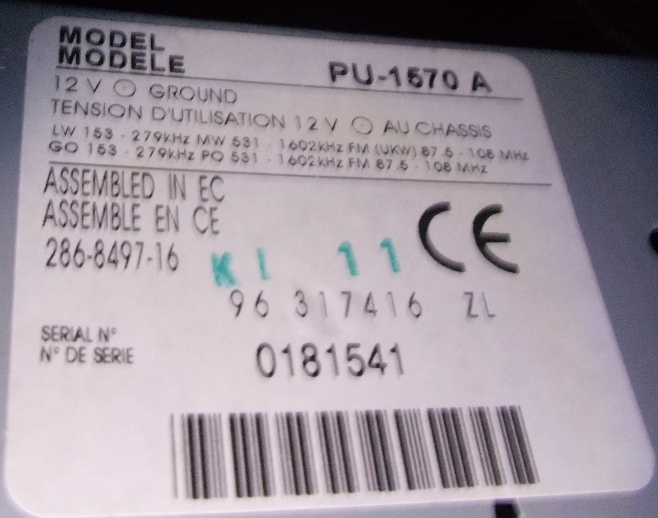 MODEL
MODELE PU-1570 A
12 V ⊙ GROUND
TENSION D'UTILISATION 12 V ⊙ AU CHASSIS
LW 153 - 279KHZ MW 531 - 1602KHZ FM (UKW) 87.5 - 108 MHz
GO 153 - 279KHZ PO 531 - 1602KHZ FM 87.5 - 108 MHz
ASSEMBLED IN EC
ASSEMBLE EN CE
286-8497-16 KI 11 CE
96 317416 ZL
SERIAL N°
N° DE SERIE 0181541